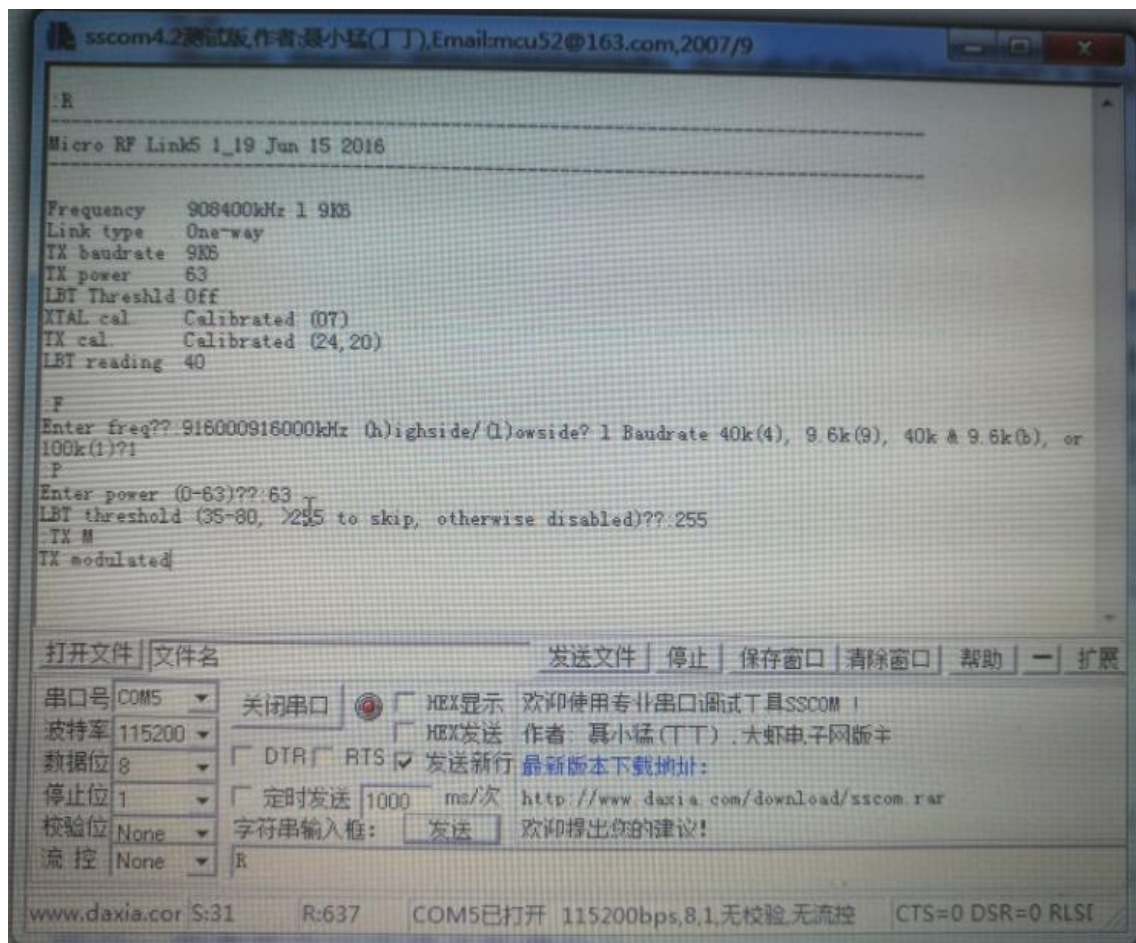 sscom4.2测试版,作者:聂小猛(丁丁),Email:mcu52@163.com,2007/9
:R
Micro RF Link5 1_19 Jun 15 2016
Frequency 908400kHz l 9K6
Link type One-way
TX baudrate 9K6
TX power 63
LBT Threshld Off
XTAL cal. Calibrated (07)
TX cal. Calibrated (24,20)
LBT reading 40
:F
Enter freq?? 916000916000kHz (h)ighside/(l)owside? l Baudrate 40k(4), 9.6k(9), 40k & 9.6k(b), or
100k(1)?1
:P
Enter power (0-63)??:63
LBT threshold (35-80, >255 to skip, otherwise disabled)??:255
:TX M
TX modulated
打开文件 文件名 发送文件 停止 保存窗口 清除窗口 帮助 — 扩展
串口号 COM5 关闭串口 HEX显示 欢迎使用专业串口调试工具SSCOM !
波特率 115200 HEX发送 作者: 聂小猛(丁丁) ,大虾电子网版主
数据位 8 DTR RTS 发送新行 最新版本下载地址:
停止位 1 定时发送 1000 ms/次 http://www.daxia.com/download/sscom.rar
校验位 None 字符串输入框: 发送 欢迎提出您的建议!
流 控 None R
www.daxia.cor S:31 R:637 COM5已打开 115200bps,8,1,无校验,无流控 CTS=0 DSR=0 RLSI